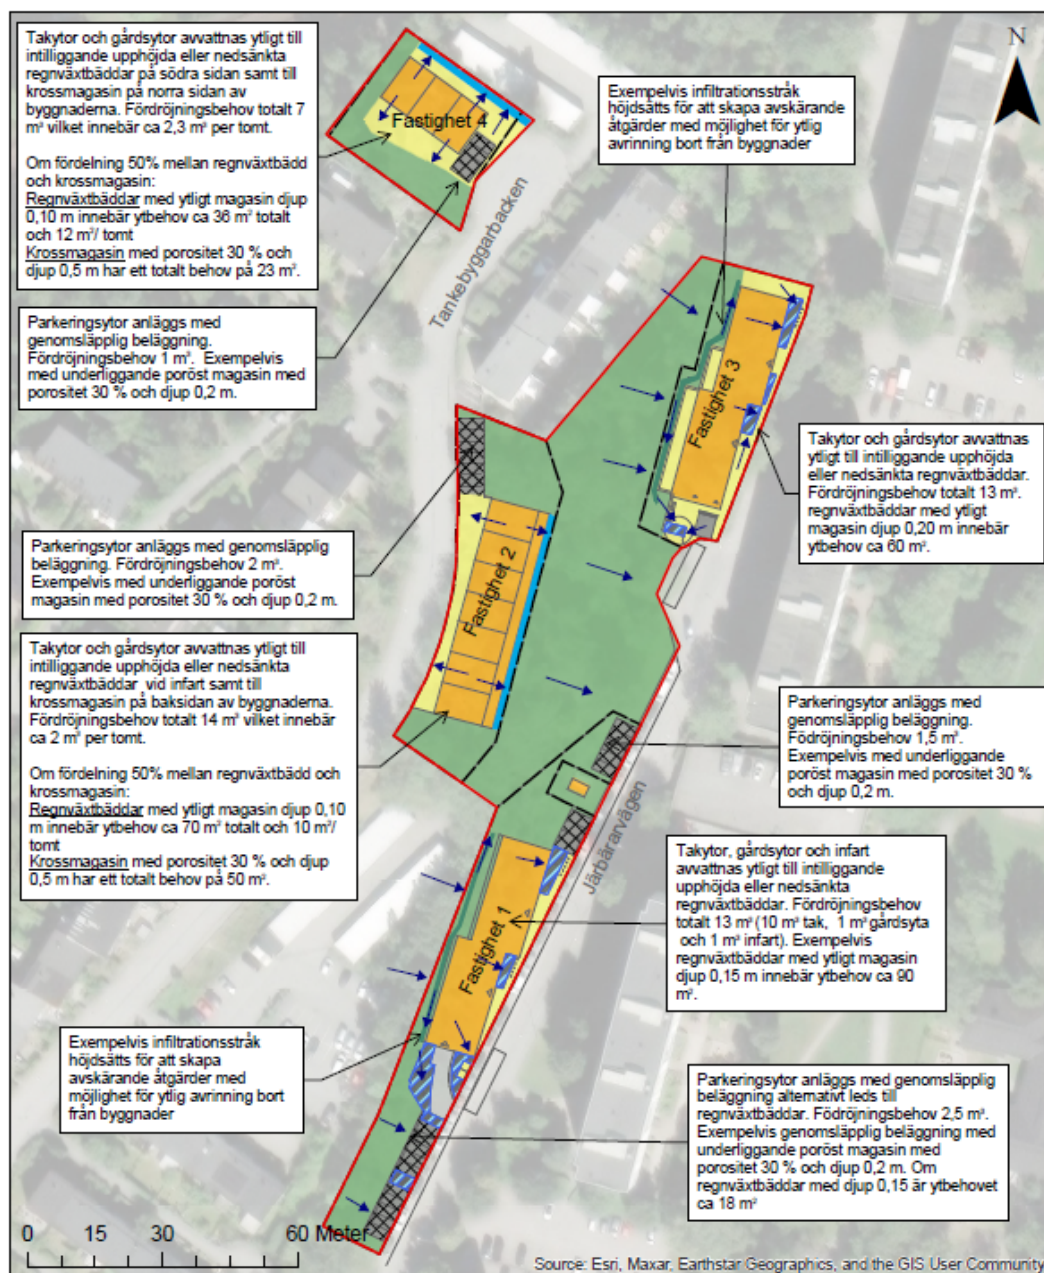 Takytor och gårdsytor avvattnas ytligt till
intilliggande upphöjda eller nedsänkta
regnväxtbäddar på södra sidan samt till
krossmagasin på norra sidan av
byggnaderna. Fördröjningsbehov totalt 7
m³ vilket innebär ca 2,3 m³ per tomt.
Om fördelning 50% mellan regnväxtbädd
och krossmagasin:
Regnväxtbäddar med ytligt magasin djup
0,10 m innebär ytbehov ca 36 m² totalt
och 12 m²/ tomt
Krossmagasin med porositet 30 % och
djup 0,5 m har ett totalt behov på 23 m².
Parkeringsytor anläggs med
genomsläpplig beläggning.
Fördröjningsbehov 1 m³. Exempelvis
med underliggande poröst magasin med
porositet 30 % och djup 0,2 m.
Parkeringsytor anläggs med genomsläpplig
beläggning. Fördröjningsbehov 2 m³.
Exempelvis med underliggande poröst
magasin med porositet 30 % och djup 0,2 m.
Takytor och gårdsytor avvattnas ytligt till
intilliggande upphöjda eller nedsänkta
regnväxtbäddar vid infart samt till
krossmagasin på baksidan av byggnaderna.
Fördröjningsbehov totalt 14 m³ vilket innebär
ca 2 m³ per tomt.
Om fördelning 50% mellan regnväxtbädd och
krossmagasin:
Regnväxtbäddar med ytligt magasin djup 0,10
m innebär ytbehov ca 70 m² totalt och 10 m²/
tomt
Krossmagasin med porositet 30 % och djup
0,5 m har ett totalt behov på 50 m².
Exempelvis infiltrationsstråk
höjdsätts för att skapa
avskärande åtgärder med
möjlighet för ytlig avrinning bort
från byggnader
Exempelvis infiltrationsstråk
höjdsätts för att skapa avskärande
åtgärder med möjlighet för ytlig
avrinning bort från byggnader
N
Fastighet 4
Tankebyggarbacken
Fastighet 3
Fastighet 2
Fastighet 1
Järbärarvägen
Takytor och gårdsytor avvattnas
ytligt till intilliggande upphöjda
eller nedsänkta regnväxtbäddar.
Fördröjningsbehov totalt 13 m³.
regnväxtbäddar med ytligt
magasin djup 0,20 m innebär
ytbehov ca 60 m².
Parkeringsytor anläggs med
genomsläpplig beläggning.
Födröjningsbehov 1,5 m³.
Exempelvis med underliggande
poröst magasin med porositet 30 %
och djup 0,2 m.
Takytor, gårdsytor och infart
avvattnas ytligt till intilliggande
upphöjda eller nedsänkta
regnväxtbäddar. Fördröjningsbehov
totalt 13 m³ (10 m³ tak, 1 m³ gårdsyta
och 1 m³ infart). Exempelvis
regnväxtbäddar med ytligt magasin
djup 0,15 m innebär ytbehov ca 90
m².
Parkeringsytor anläggs med genomsläpplig
beläggning alternativt leds till
regnväxtbäddar. Födröjningsbehov 2,5 m³.
Exempelvis genomsläpplig beläggning med
underliggande poröst magasin med
porositet 30 % och djup 0,2 m. Om
regnväxtbäddar med djup 0,15 är ytbehovet
ca 18 m²
0 15 30 60 Meter
Source: Esri, Maxar, Earthstar Geographics, and the GIS User Community